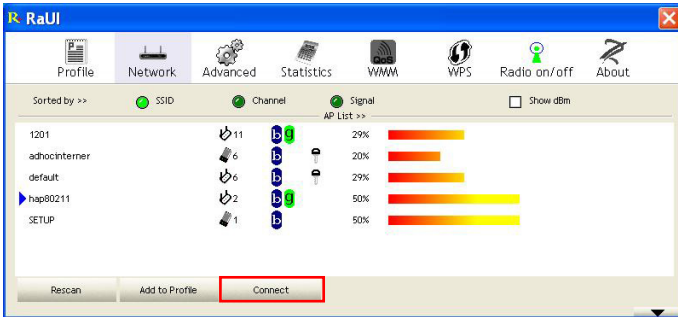 R RaUI
Profile Network Advanced Statistics QoS WMM WPS Radio on/off About
Sorted by >> SSID Channel Signal Show dBm
AP List >>
1201 11 b g 29%
adhocinterner 6 b 20%
default 6 b 29%
hap80211 2 b g 50%
SETUP 1 b 50%
Rescan Add to Profile Connect